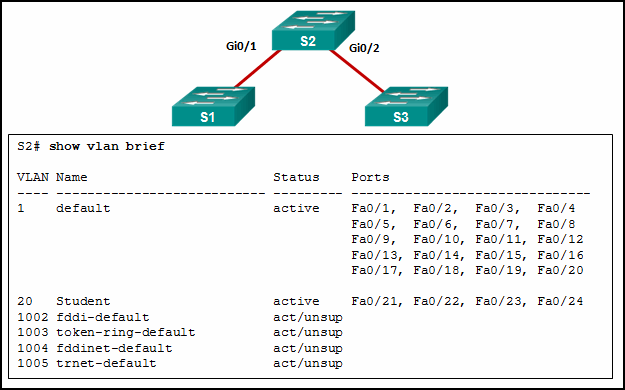 S2
Gi0/1
Gi0/2
S1
S3
S2# show vlan brief
VLAN Name Status Ports
---- -------------------------------- --------- -------------------------------
1 default active Fa0/1, Fa0/2, Fa0/3, Fa0/4
Fa0/5, Fa0/6, Fa0/7, Fa0/8
Fa0/9, Fa0/10, Fa0/11, Fa0/12
Fa0/13, Fa0/14, Fa0/15, Fa0/16
Fa0/17, Fa0/18, Fa0/19, Fa0/20
20 Student active Fa0/21, Fa0/22, Fa0/23, Fa0/24
1002 fddi-default act/unsup
1003 token-ring-default act/unsup
1004 fddinet-default act/unsup
1005 trnet-default act/unsup